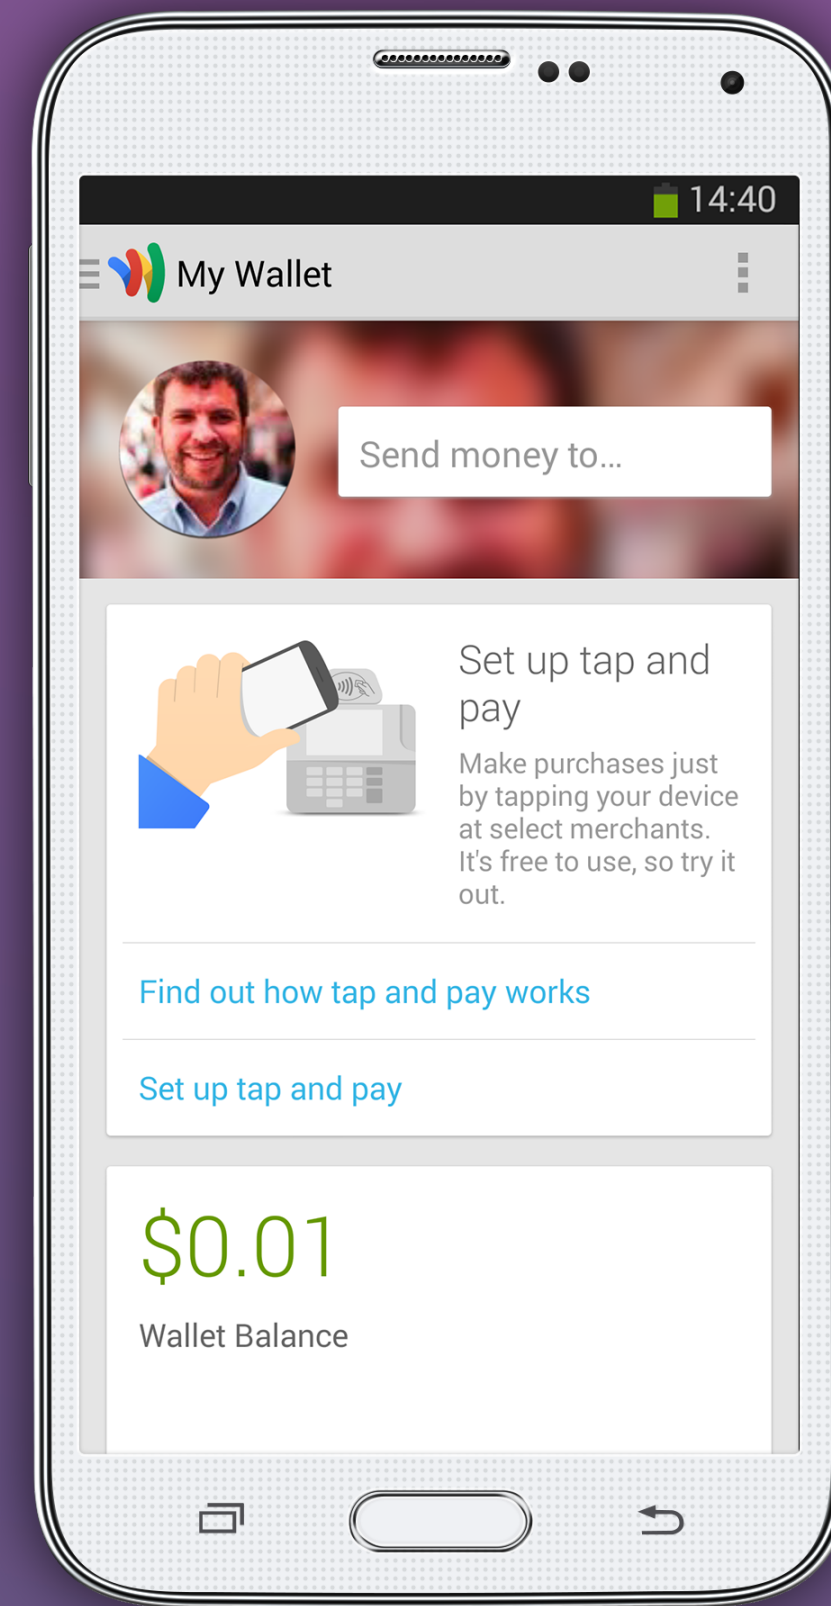 14:40
My Wallet
Send money to...
Set up tap and
pay
Make purchases just
by tapping your device
at select merchants.
It's free to use, so try it
out.
Find out how tap and pay works
Set up tap and pay
$0.01
Wallet Balance